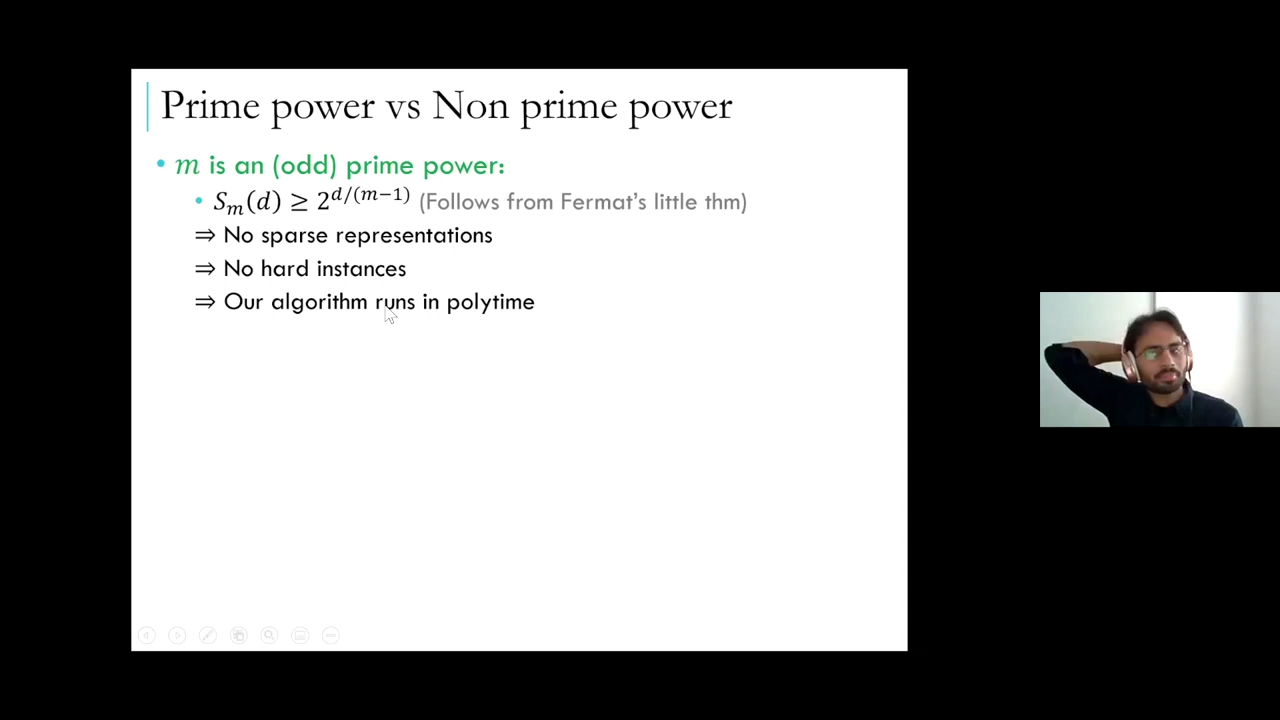 Prime power vs Non prime power
• m is an (odd) prime power:
• Sₘ(d) ≥ 2^{d/(m−1)} (Follows from Fermat's little thm)
⇒ No sparse representations
⇒ No hard instances
⇒ Our algorithm runs in polytime